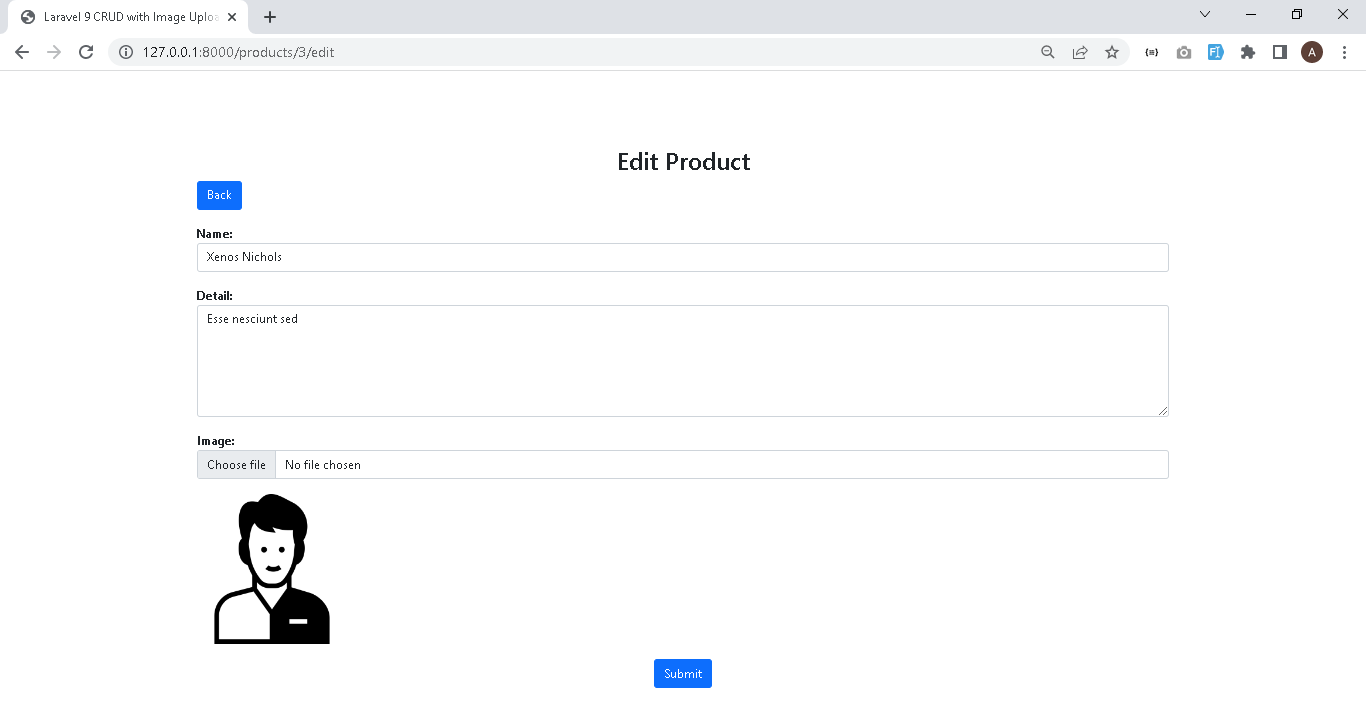 Laravel 9 CRUD with Image Uploa
127.0.0.1:8000/products/3/edit
A
Edit Product
Back
Name:
Xenos Nichols
Detail:
Esse nesciunt sed
Image:
Choose file No file chosen
Submit